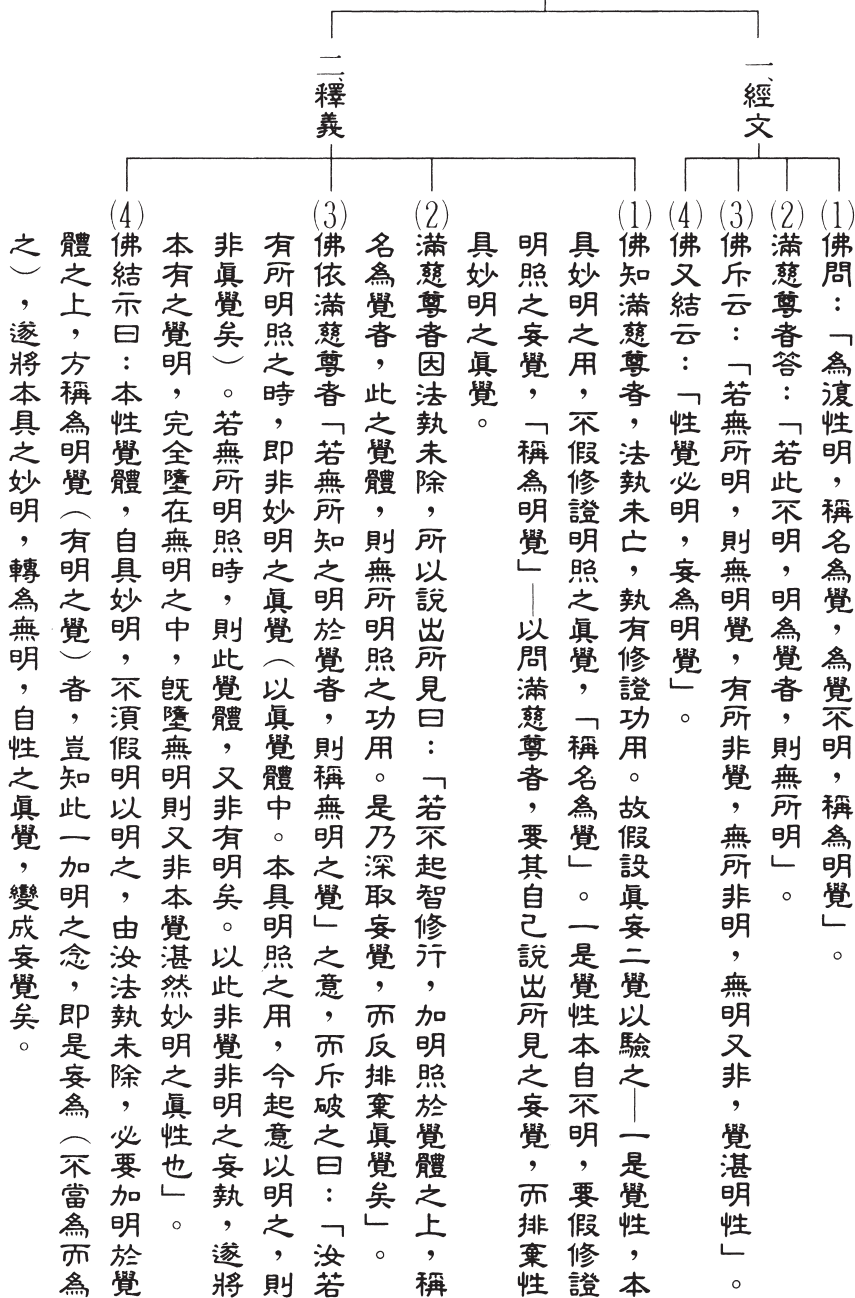 一、經文
(1)佛問：「為復性明，稱名為覺，為覺不明，稱為明覺」。
(2)滿慈尊者答：「若此不明，明為覺者，則無所明」。
(3)佛斥云：「若無所明，則無明覺，有所非覺，無所非明，無明又非，覺湛明性」。
(4)佛又結云：「性覺必明，妄為明覺」。
二、釋義
(1)佛知滿慈尊者，法執未亡，執有修證功用。故假設眞妄二覺以驗之—一是覺性，本
具妙明之用，不假修證明照之眞覺，「稱名為覺」。一是覺性本自不明，要假修證
明照之妄覺，「稱為明覺」—以問滿慈尊者，要其自己說出所見之妄覺，而排棄性
具妙明之眞覺。
(2)滿慈尊者因法執未除，所以說出所見曰：「若不起智修行，加明照於覺體之上，稱
名為覺者，此之覺體，則無所明照之功用。是乃深取妄覺，而反排棄眞覺矣」。
(3)佛依滿慈尊者「若無所知之明於覺者，則稱無明之覺」之意，而斥破之曰：「汝若
有所明照之時，即非妙明之眞覺（以眞覺體中。本具明照之用，今起意以明之，則
非眞覺矣）。若無所明照時，則此覺體，又非有明矣。以此非覺非明之妄執，遂將
本有之覺明，完全墮在無明之中，旣墮無明則又非本覺湛然妙明之眞性也」。
(4)佛結示曰：本性覺體，自具妙明，不須假明以明之，由汝法執未除，必要加明於覺
體之上，方稱為明覺（有明之覺）者，豈知此一加明之念，即是妄為（不當為而為
之），遂將本具之妙明，轉為無明，自性之眞覺，變成妄覺矣。